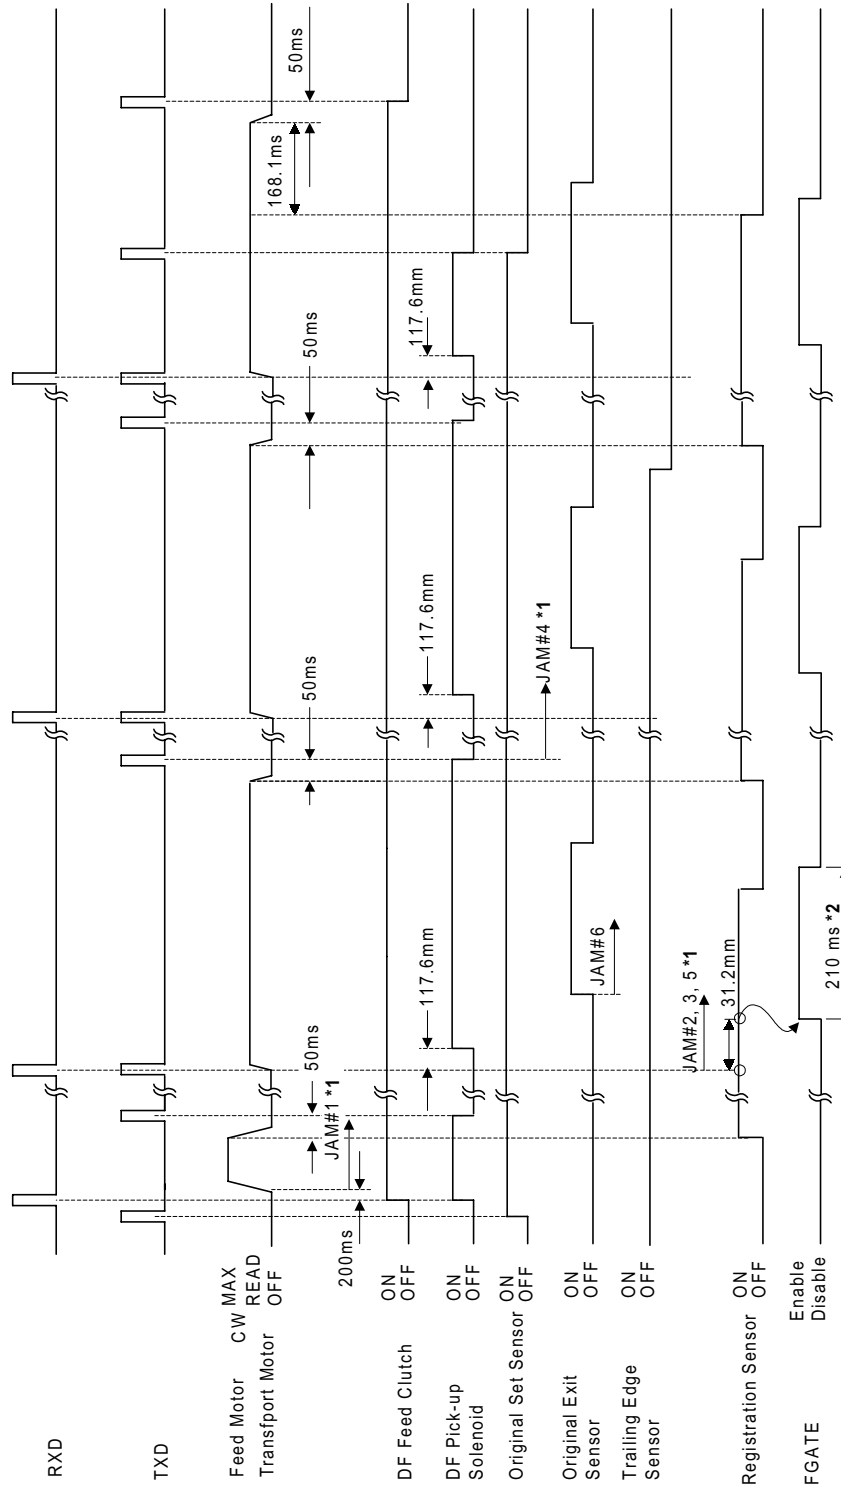 RXD
TXD
Feed Motor CW MAX
READ
Transfport Motor OFF
200ms
JAM#1 *1
50ms
50ms
50ms
168.1ms
50ms
DF Feed Clutch ON
OFF
117.6mm
117.6mm
117.6mm
DF Pick-up ON
Solenoid OFF
Original Set Sensor ON
OFF
JAM#4 *1
Original Exit ON
Sensor OFF
JAM#6
Trailing Edge ON
Sensor OFF
JAM#2, 3, 5 *1
31.2mm
Registration Sensor ON
OFF
Enable
FGATE Disable
210 ms *2